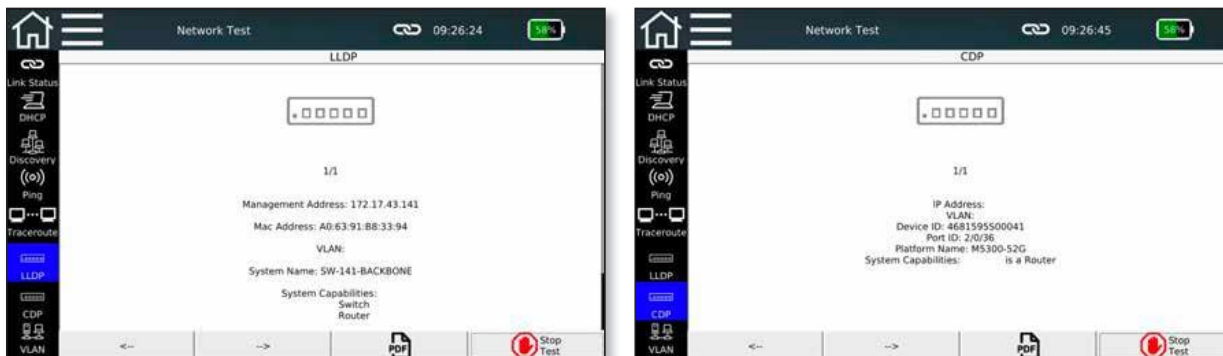 Network Test 09:26:24 58%
LLDP
Link Status
DHCP
Discovery
Ping
Traceroute
LLDP
CDP
VLAN
1/1
Management Address: 172.17.43.141
Mac Address: A0:63:91:B8:33:94
VLAN:
System Name: SW-141-BACKBONE
System Capabilities:
Switch
Router
<-- --> PDF Stop Test
Network Test 09:26:45 58%
CDP
Link Status
DHCP
Discovery
Ping
Traceroute
LLDP
CDP
VLAN
1/1
IP Address:
VLAN:
Device ID: 4681595S00041
Port ID: 2/0/36
Platform Name: M5300-52G
System Capabilities: is a Router
<-- --> PDF Stop Test